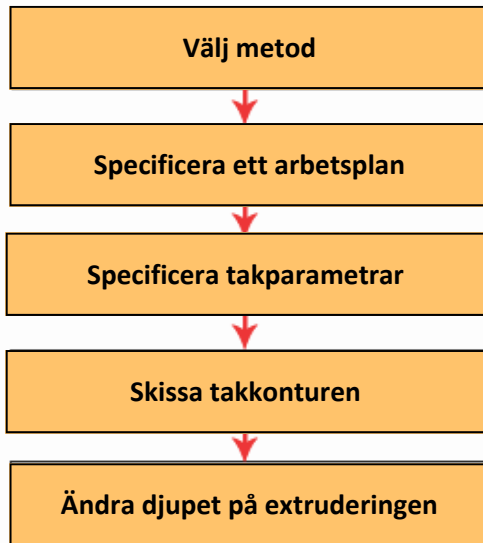 Välj metod
Specificera ett arbetsplan
Specificera takparametrar
Skissa takkonturen
Ändra djupet på extruderingen